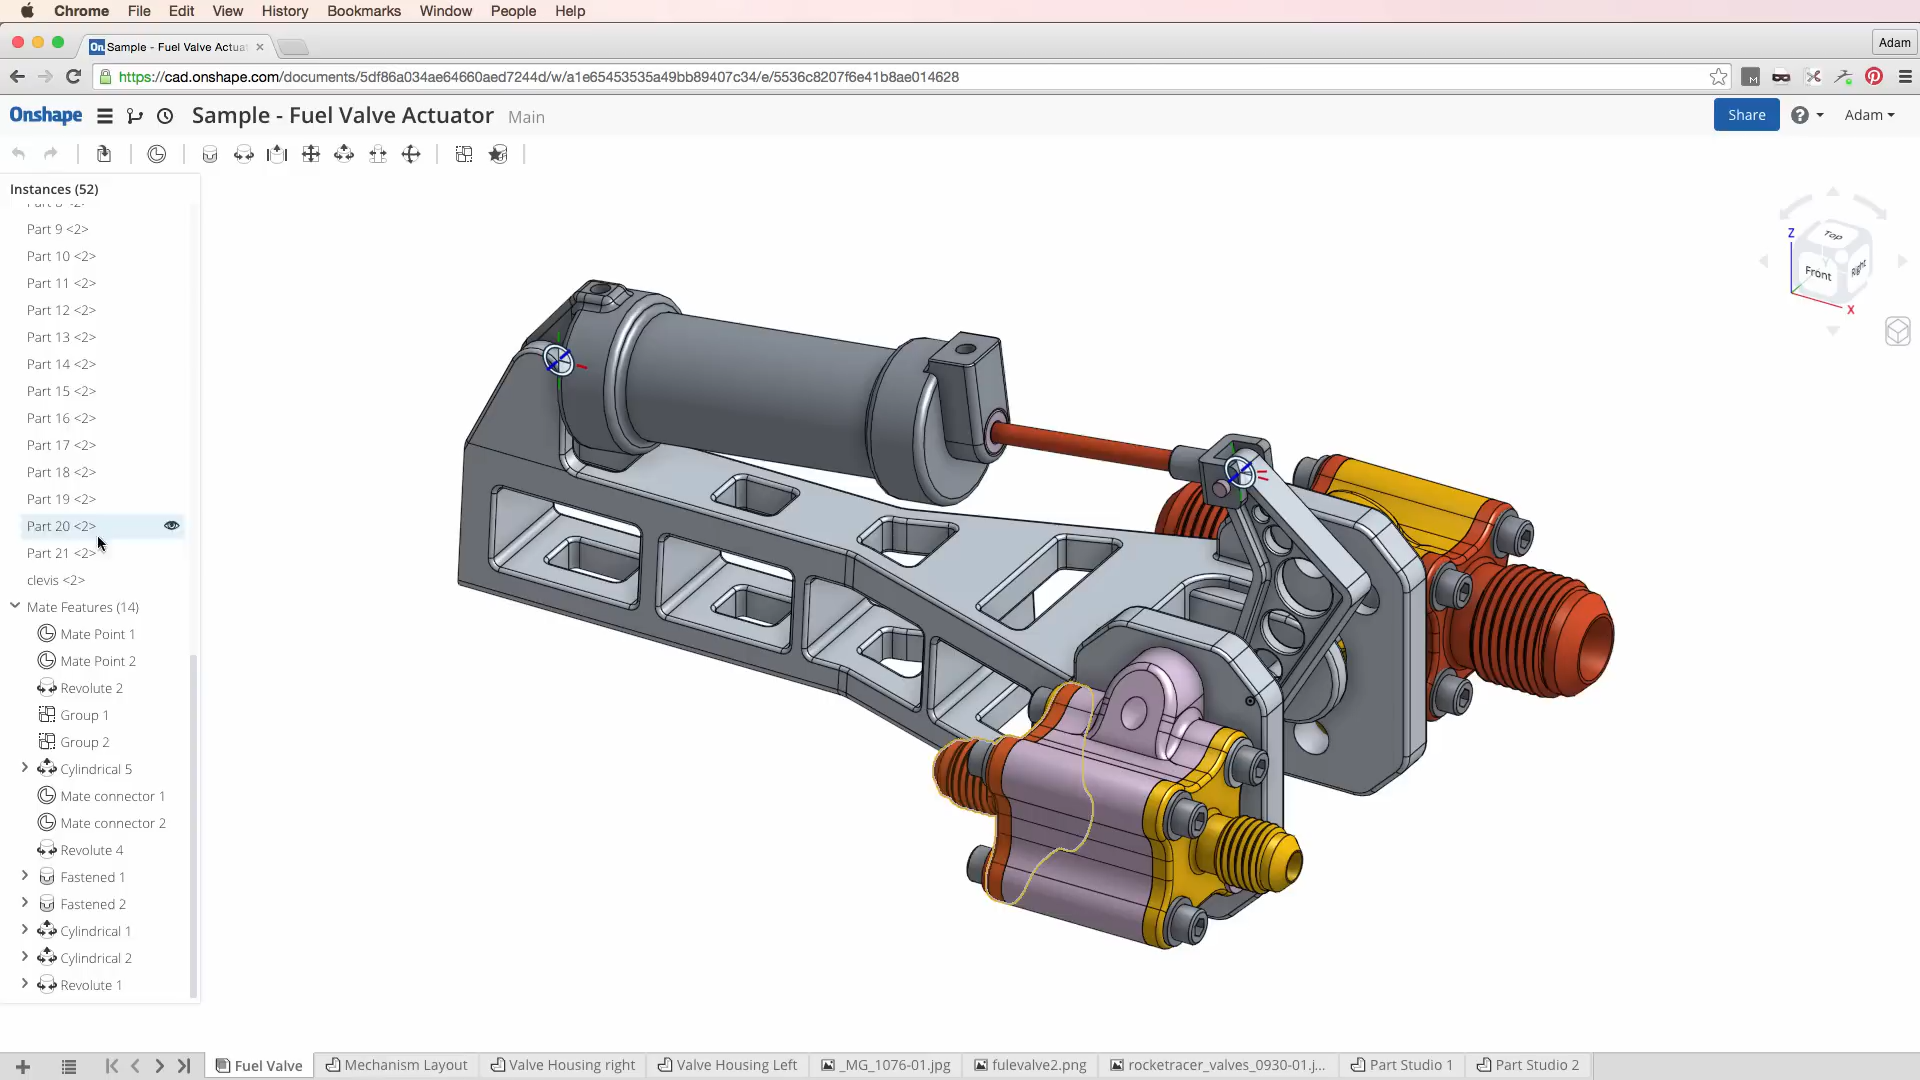 Chrome File Edit View History Bookmarks Window People Help
On. Sample - Fuel Valve Actua
Adam
https://cad.onshape.com/documents/5df86a034ae64660aed7244d/w/a1e65453535a49bb89407c34/e/5536c8207f6e41b8ae014628
Onshape Sample - Fuel Valve Actuator Main
Share ? Adam
Instances (52)
Part 9 <2>
Part 10 <2>
Part 11 <2>
Part 12 <2>
Part 13 <2>
Part 14 <2>
Part 15 <2>
Part 16 <2>
Part 17 <2>
Part 18 <2>
Part 19 <2>
Part 20 <2>
Part 21 <2>
clevis <2>
Mate Features (14)
Mate Point 1
Mate Point 2
Revolute 2
Group 1
Group 2
Cylindrical 5
Mate connector 1
Mate connector 2
Revolute 4
Fastened 1
Fastened 2
Cylindrical 1
Cylindrical 2
Revolute 1
Z
Top
Front
Right
X
Fuel Valve Mechanism Layout Valve Housing right Valve Housing Left _MG_1076-01.jpg fulevalve2.png rocketracer_valves_0930-01.j... Part Studio 1 Part Studio 2